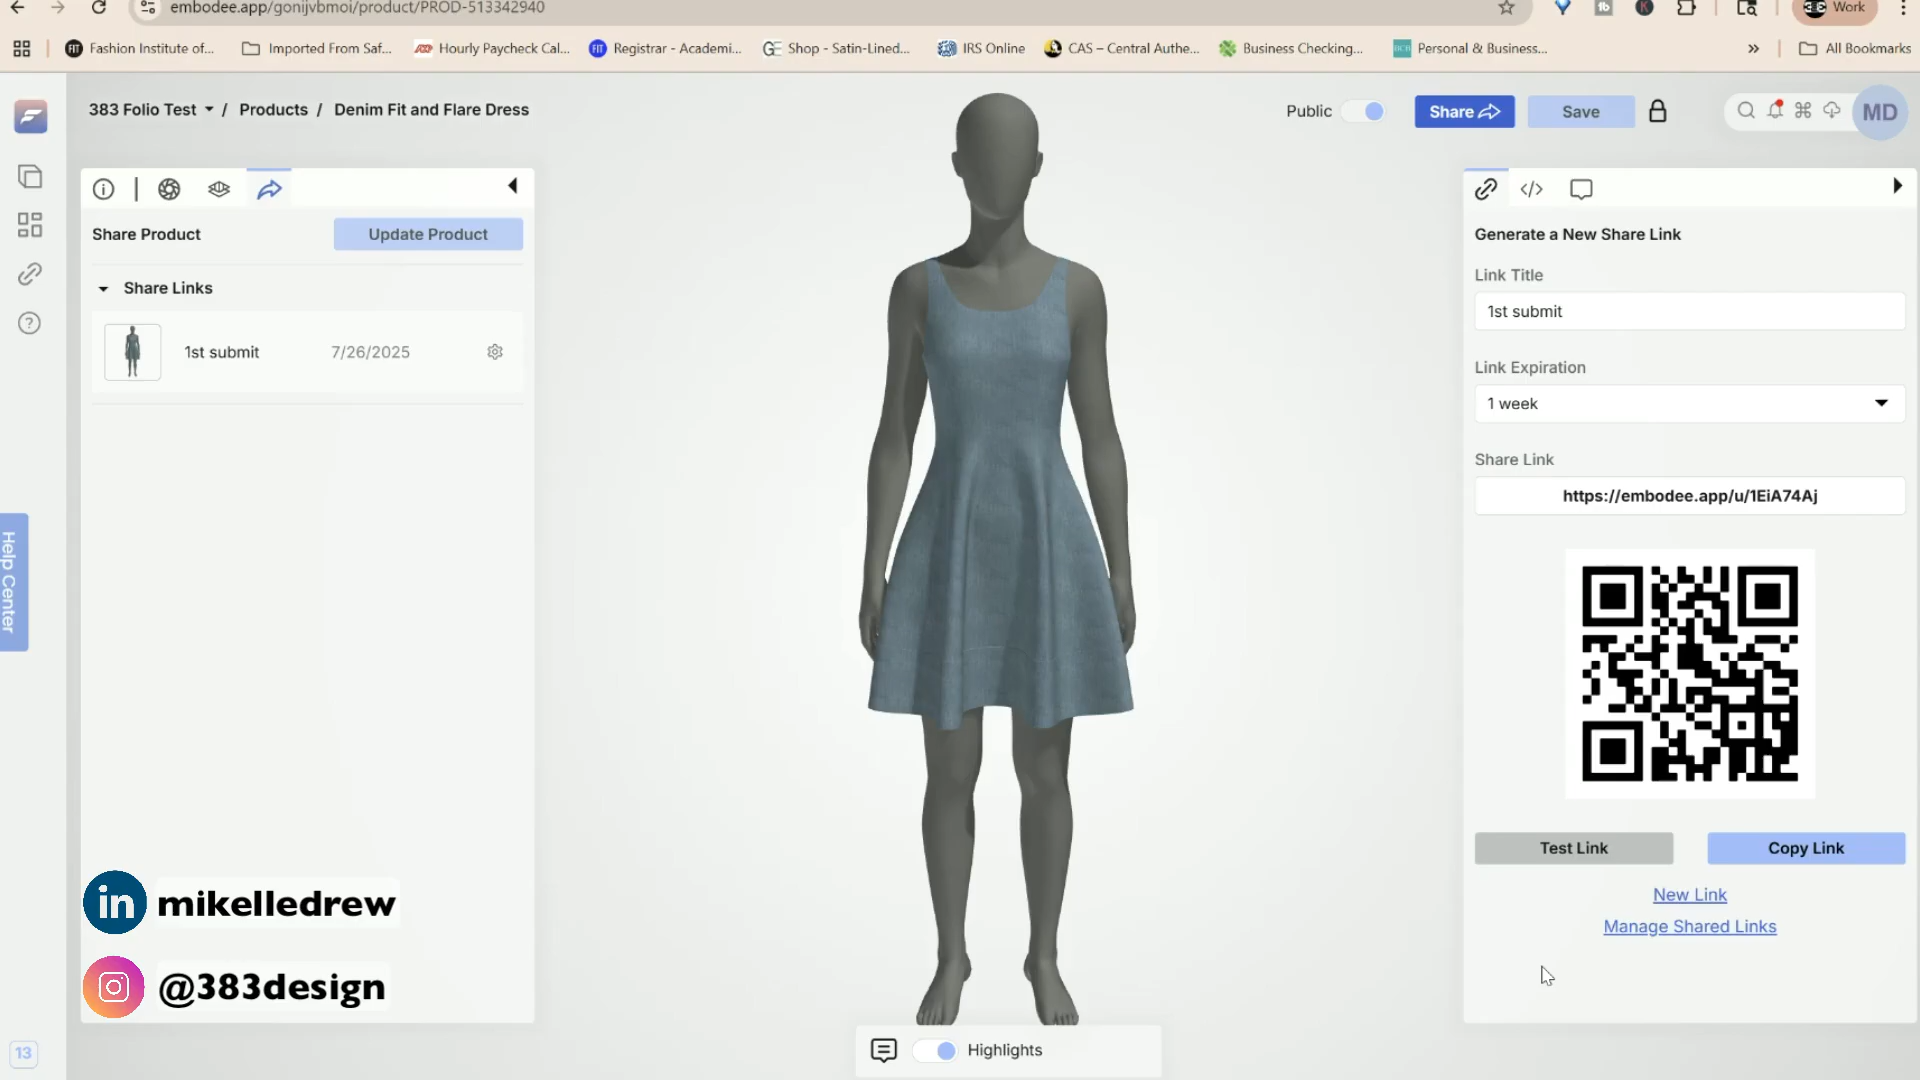 embodee.app/gonijvbmoi/product/PROD-513342940
Work
Fashion Institute of...
Imported From Saf...
Hourly Paycheck Cal...
Registrar - Academi...
Shop - Satin-Lined...
IRS Online
CAS – Central Authe...
Business Checking...
Personal & Business...
All Bookmarks
383 Folio Test / Products / Denim Fit and Flare Dress
Public
Share
Save
MD
Share Product
Update Product
Share Links
1st submit
7/26/2025
Help Center
in mikelledrew
@383design
13
Highlights
Generate a New Share Link
Link Title
1st submit
Link Expiration
1 week
Share Link
https://embodee.app/u/1EiA74Aj
Test Link
Copy Link
New Link
Manage Shared Links